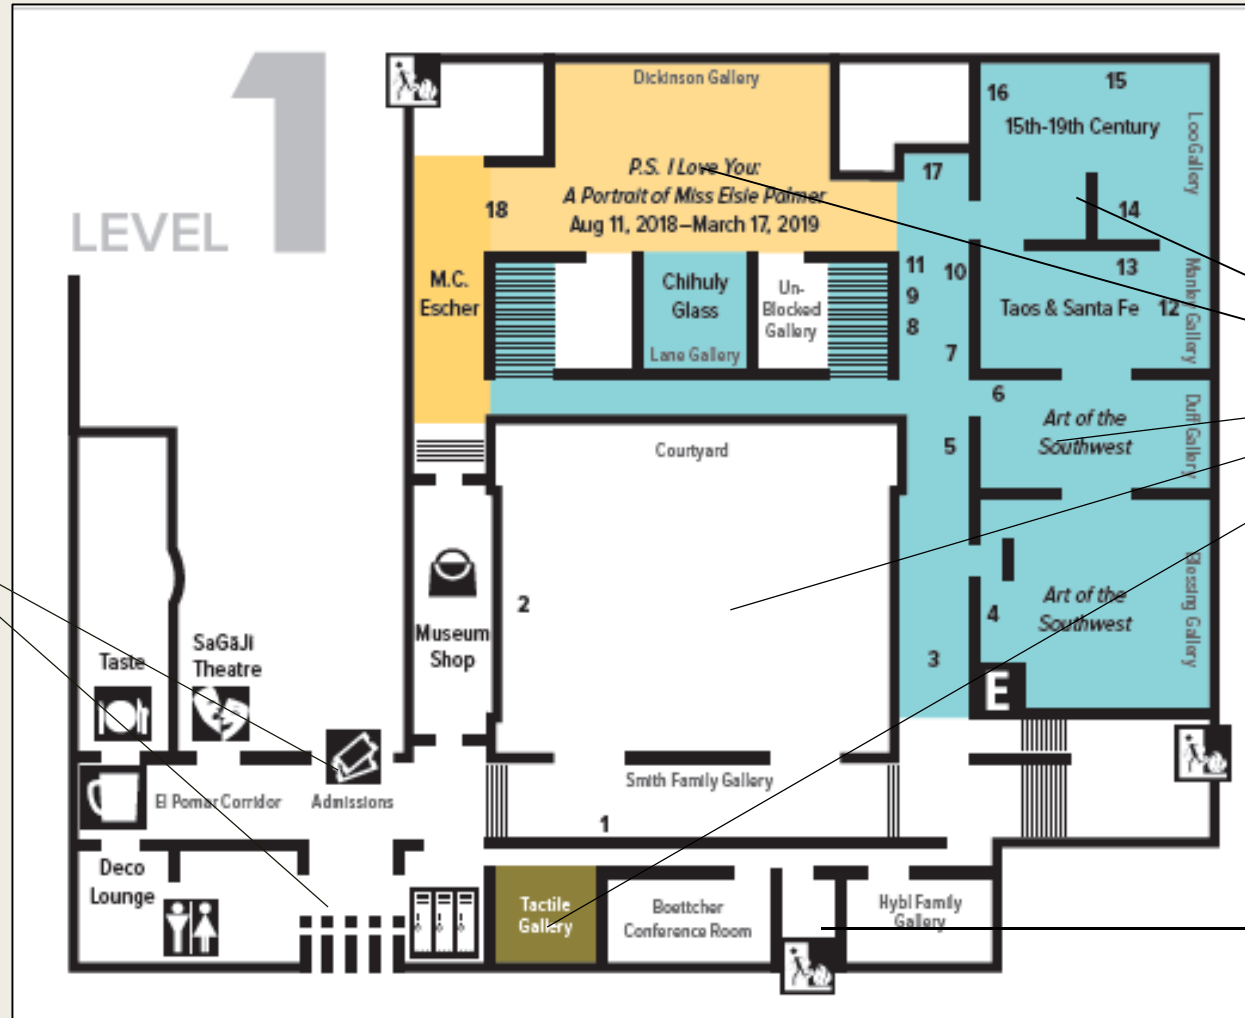 LEVEL 1
Dickinson Gallery
P.S. I Love You:
A Portrait of Miss Elsie Palmer
Aug 11, 2018–March 17, 2019
18
M.C.
Escher
Chihuly
Glass
Lane Gallery
Un-
Blocked
Gallery
17
16
15
15th-19th Century
Loo Gallery
14
13
11
10
9
8
7
Taos & Santa Fe
12
Manley Gallery
6
Art of the
Southwest
Duff Gallery
5
Courtyard
2
Museum
Shop
Art of the
Southwest
Blessing Gallery
4
3
E
Taste
SaGāJi
Theatre
El Pomar Corridor
Admissions
Smith Family Gallery
1
Deco
Lounge
Tactile
Gallery
Boettcher
Conference Room
Hybl Family
Gallery